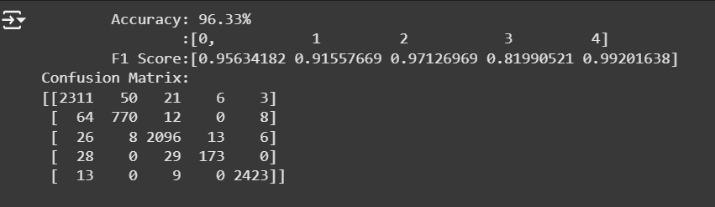 Accuracy: 96.33%
:[0, 1 2 3 4]
F1 Score:[0.95634182 0.91557669 0.97126969 0.81990521 0.99201638]
Confusion Matrix:
[[2311 50 21 6 3]
[ 64 770 12 0 8]
[ 26 8 2096 13 6]
[ 28 0 29 173 0]
[ 13 0 9 0 2423]]